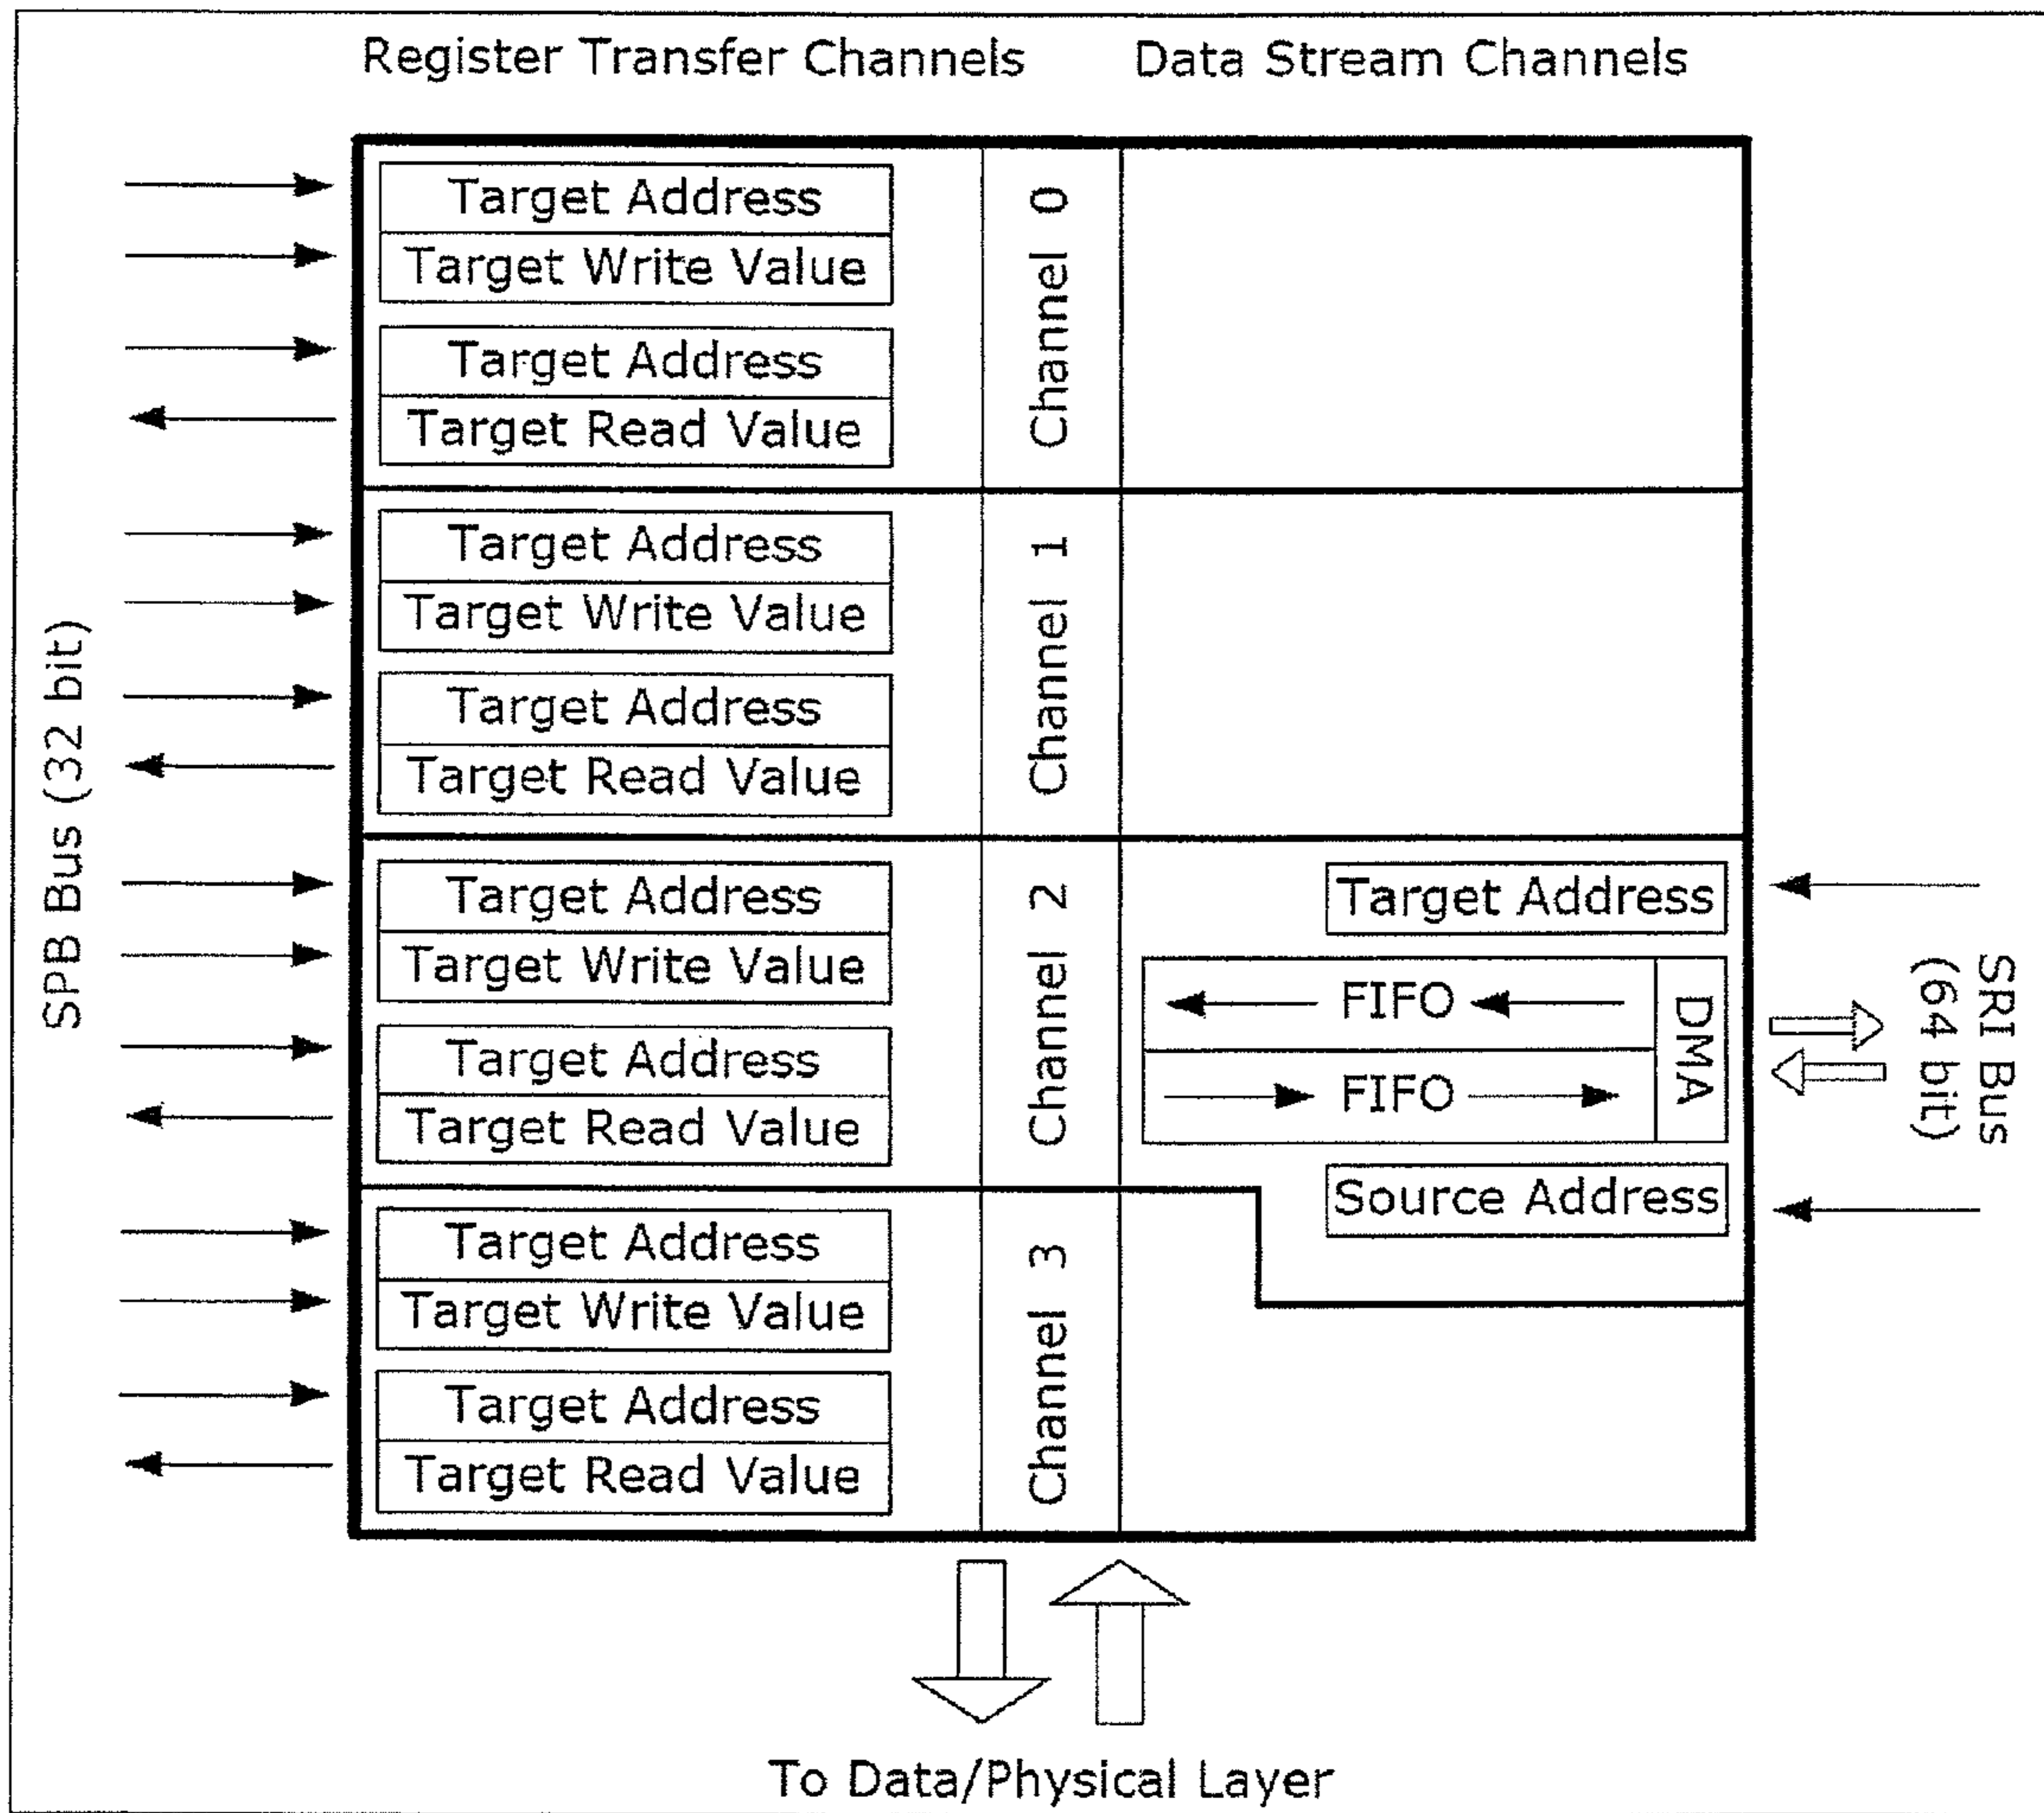 Register Transfer Channels
Data Stream Channels
SPB Bus (32 bit)
Target Address
Target Write Value
Target Address
Target Read Value
Channel 0
Target Address
Target Write Value
Target Address
Target Read Value
Channel 1
Target Address
Target Write Value
Target Address
Target Read Value
Channel 2
Target Address
FIFO
FIFO
DMA
Source Address
SRI Bus
(64 bit)
Target Address
Target Write Value
Target Address
Target Read Value
Channel 3
To Data/Physical Layer